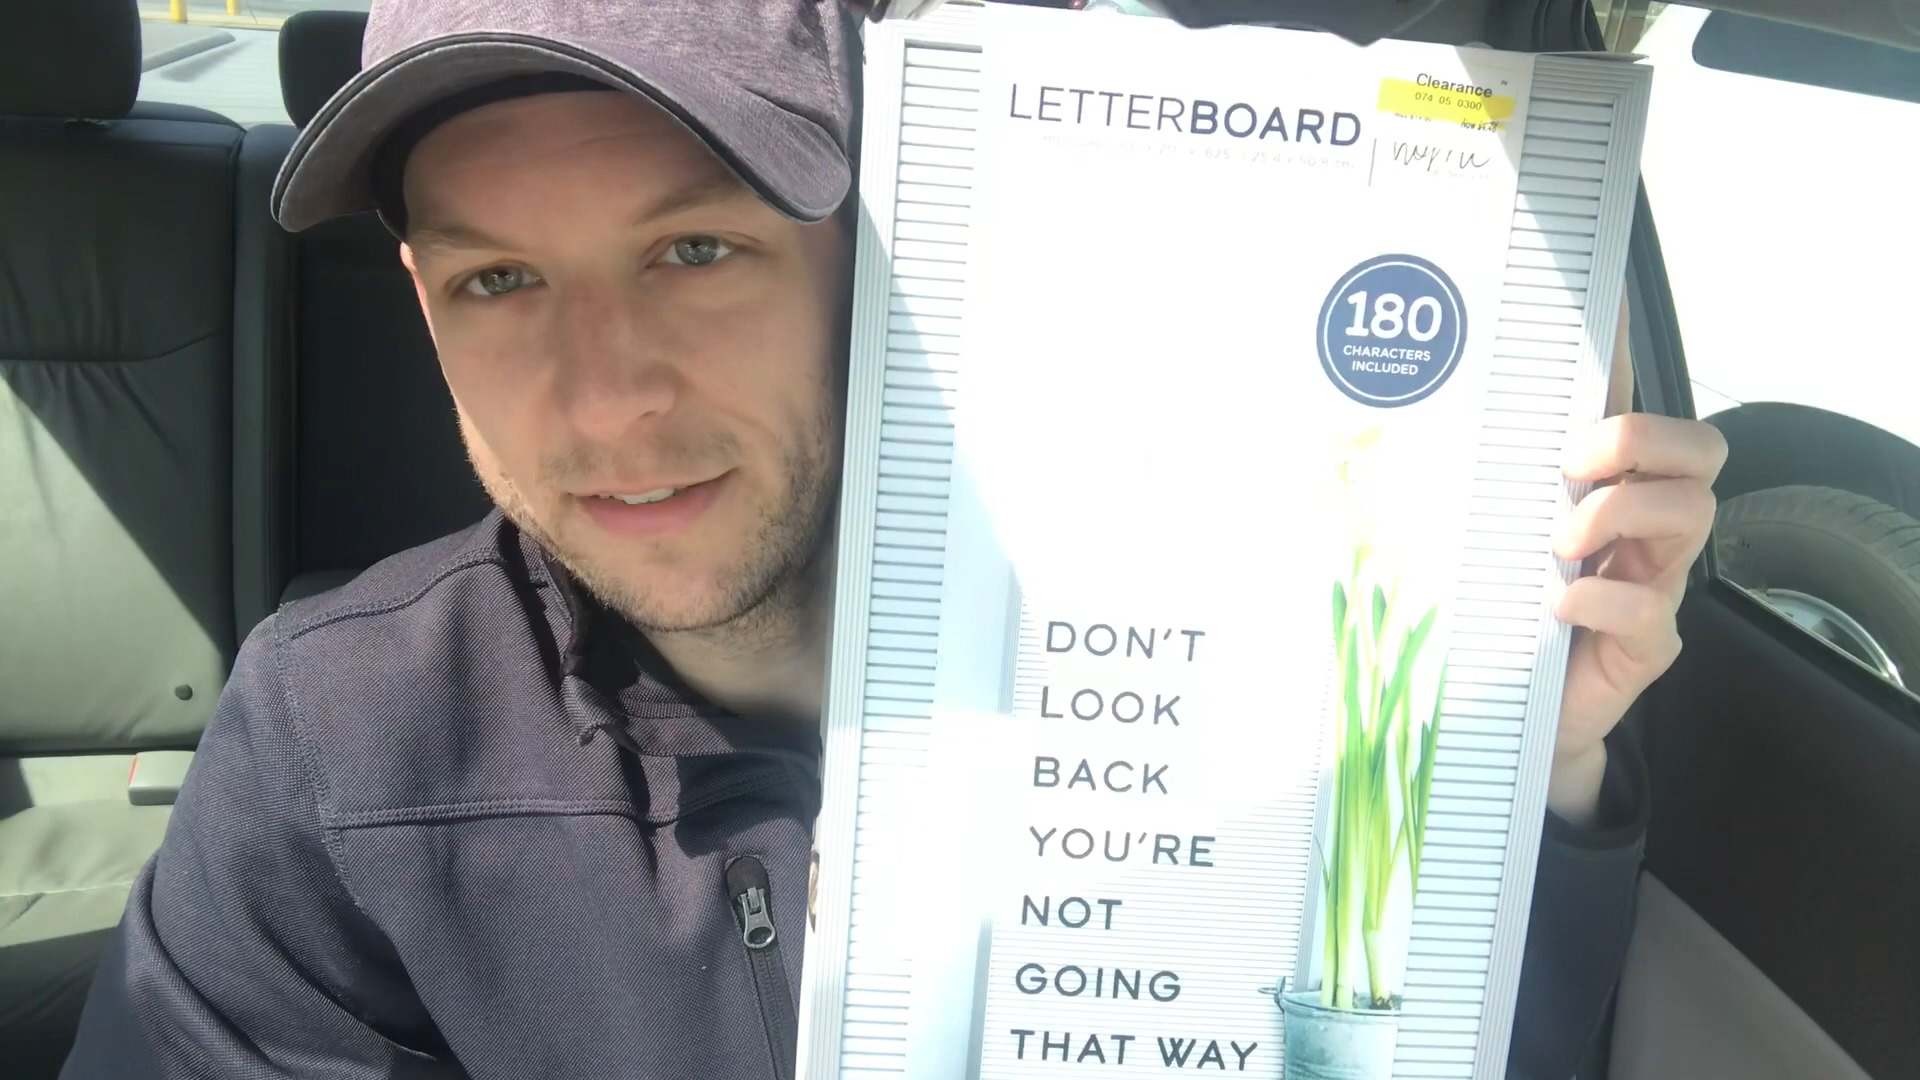 LETTERBOARD
Clearance
074 05 0300
180
CHARACTERS
INCLUDED
DON'T
LOOK
BACK
YOU'RE
NOT
GOING
THAT WAY